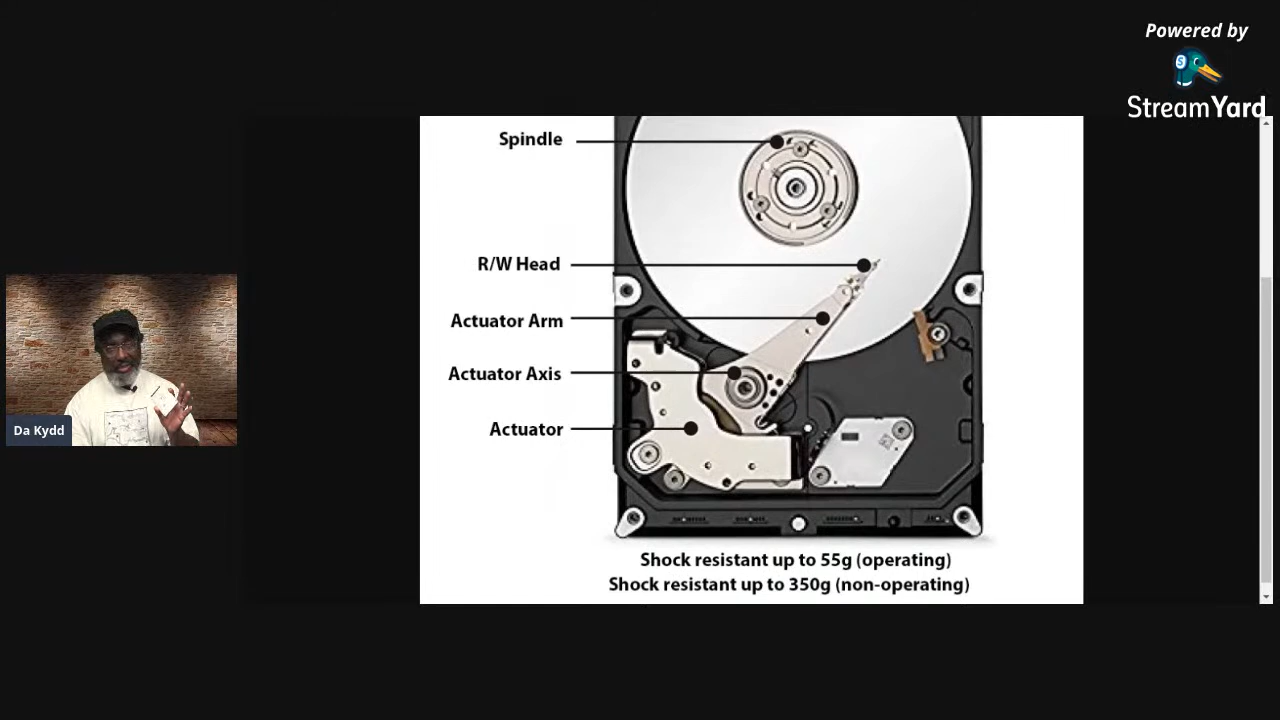 Powered by
StreamYard
Spindle
R/W Head
Actuator Arm
Actuator Axis
Actuator
Da Kydd
Shock resistant up to 55g (operating)
Shock resistant up to 350g (non-operating)